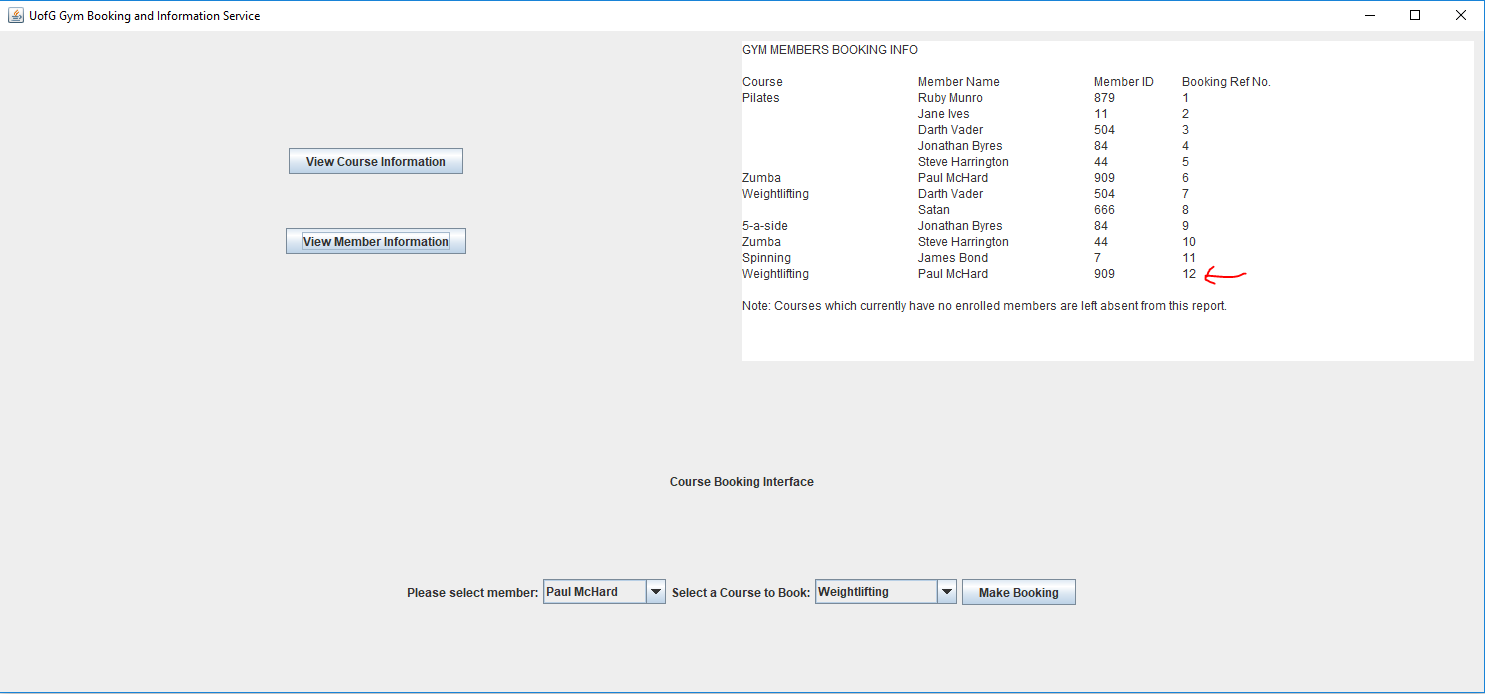 UofG Gym Booking and Information Service
GYM MEMBERS BOOKING INFO
Course Member Name Member ID Booking Ref No.
Pilates Ruby Munro 879 1
Jane Ives 11 2
Darth Vader 504 3
Jonathan Byres 84 4
Steve Harrington 44 5
Zumba Paul McHard 909 6
Weightlifting Darth Vader 504 7
Satan 666 8
5-a-side Jonathan Byres 84 9
Zumba Steve Harrington 44 10
Spinning James Bond 7 11
Weightlifting Paul McHard 909 12
Note: Courses which currently have no enrolled members are left absent from this report.
View Course Information
View Member Information
Course Booking Interface
Please select member: Paul McHard Select a Course to Book: Weightlifting Make Booking